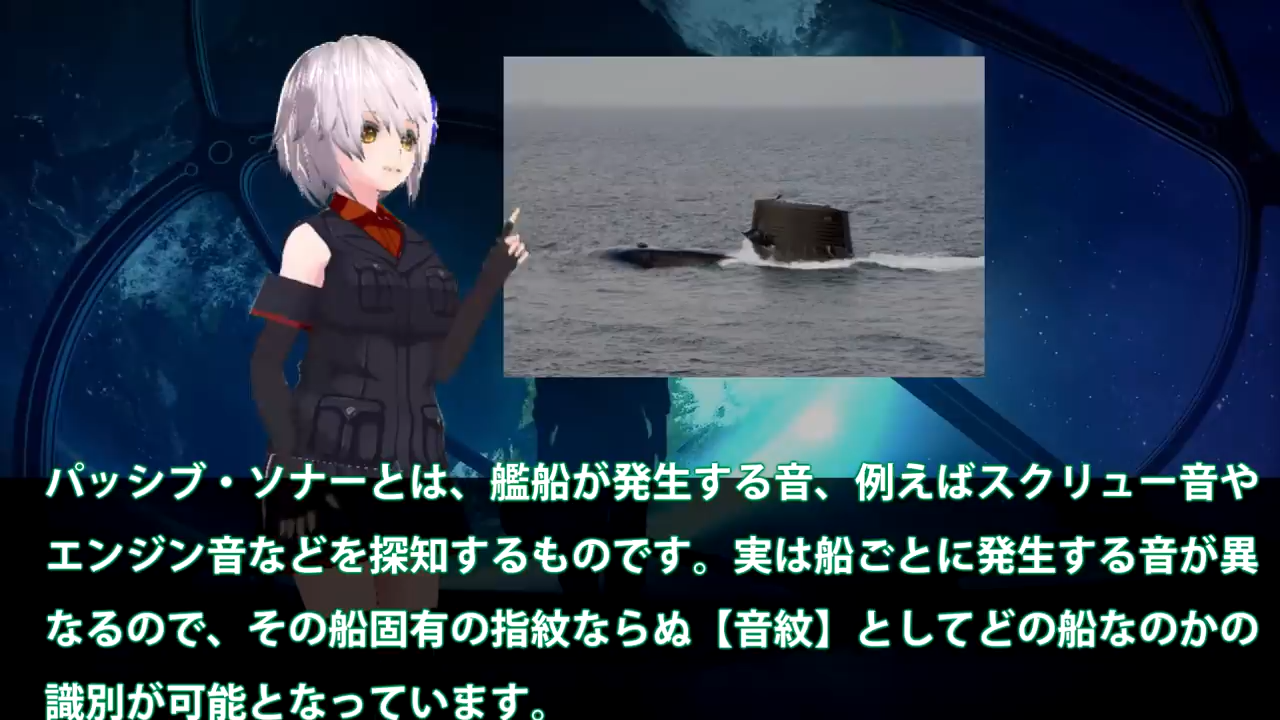 パッシブ・ソナーとは、艦船が発生する音、例えばスクリュー音や
エンジン音などを探知するものです。実は船ごとに発生する音が異
なるので、その船固有の指紋ならぬ【音紋】としてどの船なのかの
識別が可能となっています。